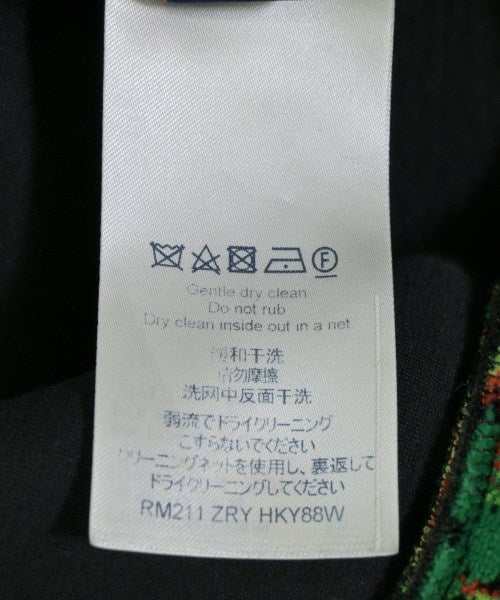 F
Gentle dry clean
Do not rub
Dry clean inside out in a net
缓和干洗
请勿摩擦
洗网中反面干洗
弱流でドライクリーニング
こすらないでください
クリーニングネットを使用し、裏返して
ドライクリーニングしてください
RM211 ZRY HKY88W